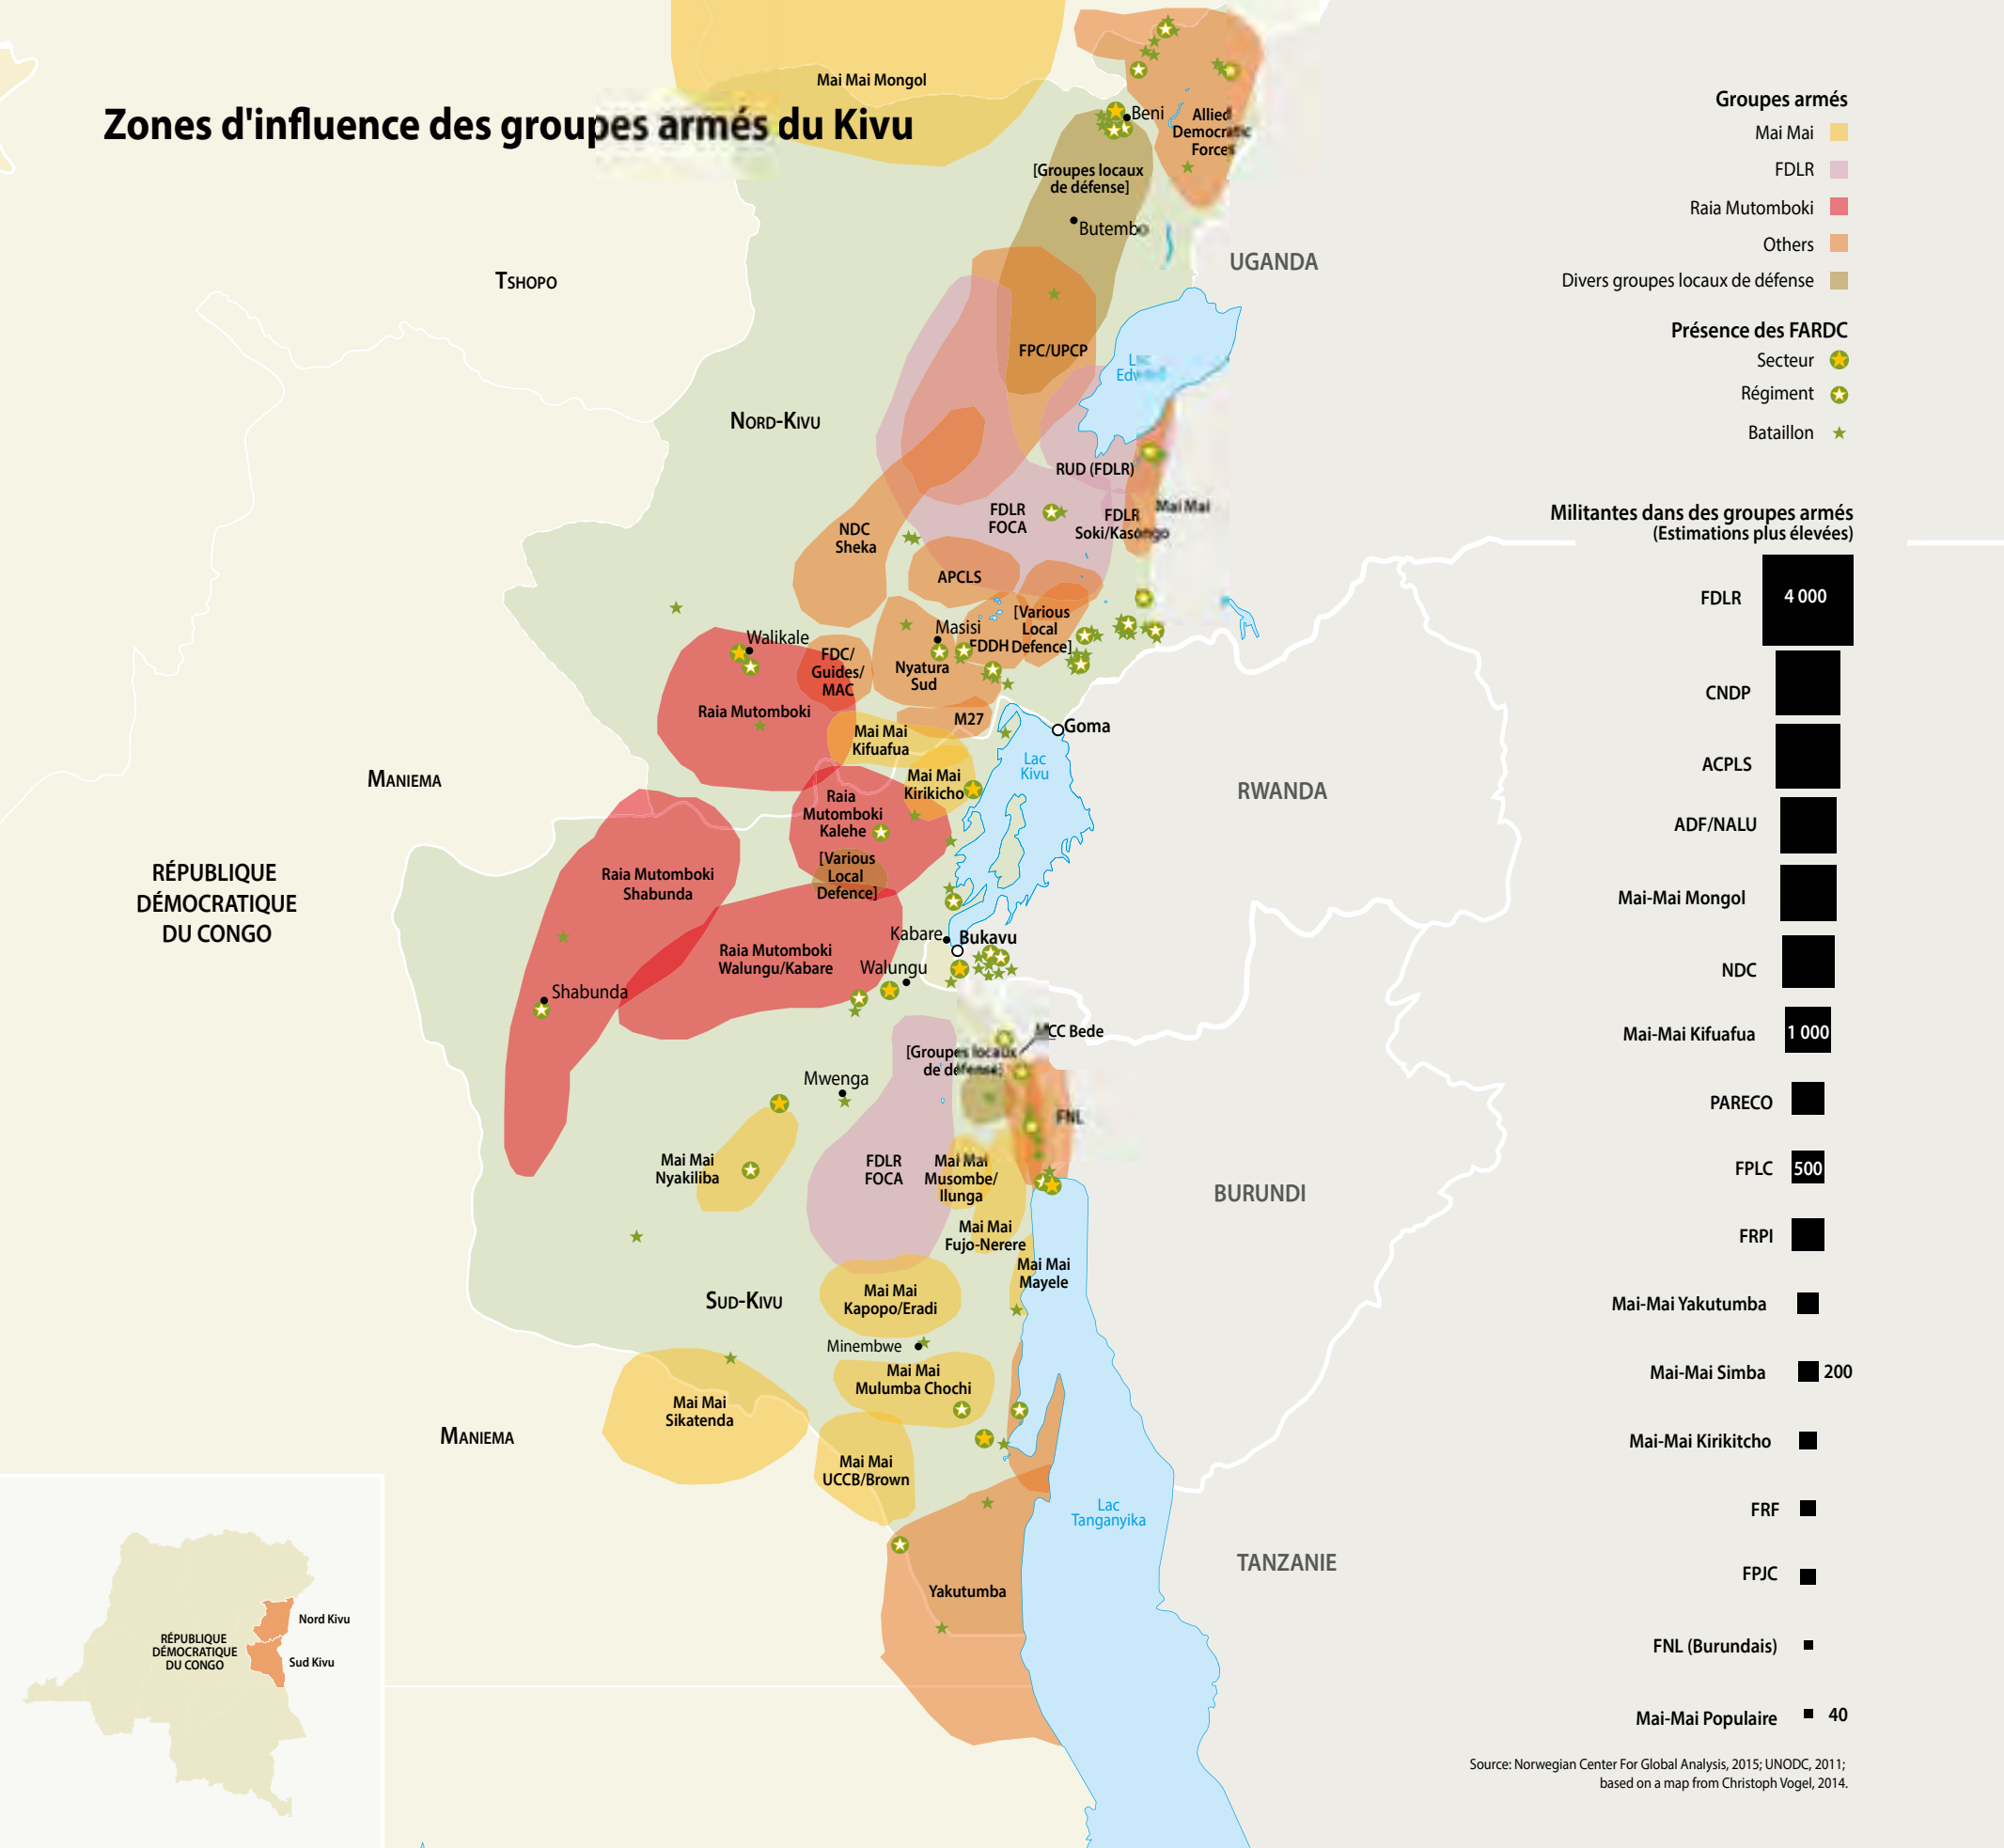 Zones d'influence des groupes armés du Kivu
Mai Mai Mongol
Beni
Allied
Democratic
Forces
[Groupes locaux
de défense]
Butembo
UGANDA
TSHOPO
FPC/UPCP
Lac
Edward
NORD-KIVU
RUD (FDLR)
FDLR
FOCA
FDLR
Soki/Kasongo
Mai Mai
NDC
Sheka
APCLS
[Various
Local
Defence]
Masisi
FDDH
Walikale
FDC/
Guides/
MAC
Nyatura
Sud
Raia Mutomboki
M27
Goma
Mai Mai
Kifuafua
Lac
Kivu
Mai Mai
Kirikicho
MANIEMA
RWANDA
Raia
Mutomboki
Kalehe
[Various
Local
Defence]
RÉPUBLIQUE
DÉMOCRATIQUE
DU CONGO
Raia Mutomboki
Shabunda
Kabare
Bukavu
Raia Mutomboki
Walungu/Kabare
Walungu
Shabunda
MCC Bede
[Groupes locaux
de défense]
Mwenga
FNL
Mai Mai
Nyakiliba
FDLR
FOCA
Mai Mai
Musombe/
Ilunga
BURUNDI
Mai Mai
Fujo-Nerere
Mai Mai
Mayele
SUD-KIVU
Mai Mai
Kapopo/Eradi
Minembwe
Mai Mai
Mulumba Chochi
Mai Mai
Sikatenda
MANIEMA
Mai Mai
UCCB/Brown
Lac
Tanganyika
TANZANIE
Yakutumba
RÉPUBLIQUE
DÉMOCRATIQUE
DU CONGO
Nord Kivu
Sud Kivu
Groupes armés
Mai Mai
FDLR
Raia Mutomboki
Others
Divers groupes locaux de défense
Présence des FARDC
Secteur
Régiment
Bataillon
Militantes dans des groupes armés
(Estimations plus élevées)
FDLR 4 000
CNDP
ACPLS
ADF/NALU
Mai-Mai Mongol
NDC
Mai-Mai Kifuafua 1 000
PARECO
FPLC 500
FRPI
Mai-Mai Yakutumba
Mai-Mai Simba 200
Mai-Mai Kirikitcho
FRF
FPJC
FNL (Burundais)
Mai-Mai Populaire 40
Source: Norwegian Center For Global Analysis, 2015; UNODC, 2011;
based on a map from Christoph Vogel, 2014.